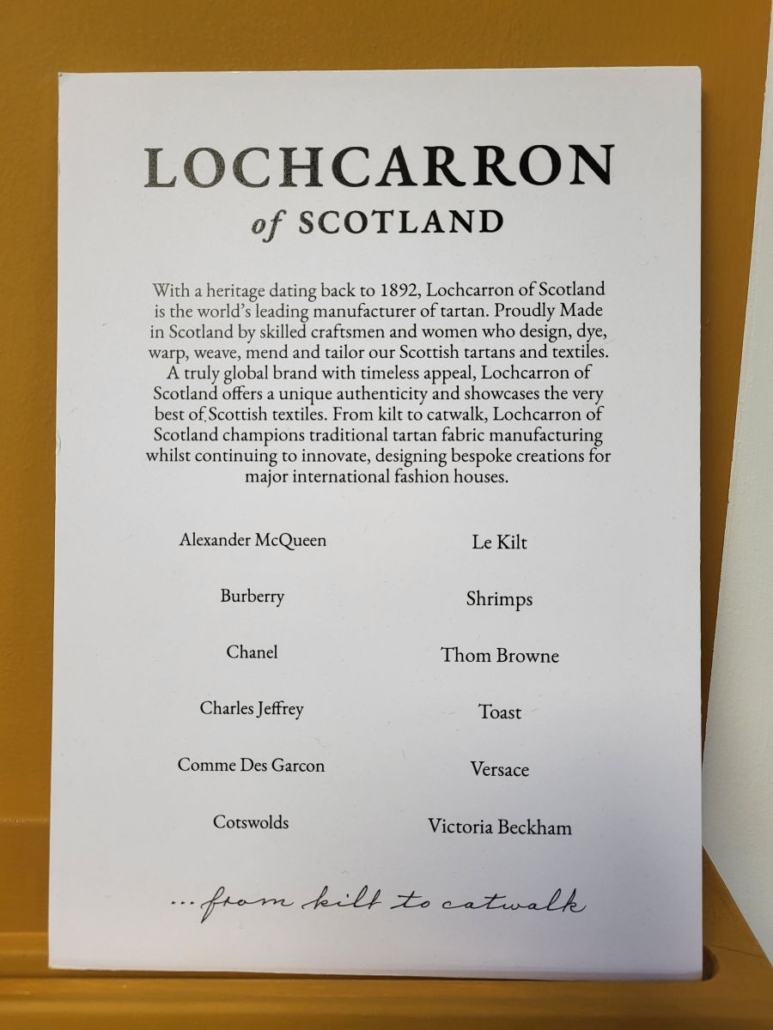 LOCHCARRON
of SCOTLAND
With a heritage dating back to 1892, Lochcarron of Scotland
is the world's leading manufacturer of tartan. Proudly Made
in Scotland by skilled craftsmen and women who design, dye,
warp, weave, mend and tailor our Scottish tartans and textiles.
A truly global brand with timeless appeal, Lochcarron of
Scotland offers a unique authenticity and showcases the very
best of Scottish textiles. From kilt to catwalk, Lochcarron of
Scotland champions traditional tartan fabric manufacturing
whilst continuing to innovate, designing bespoke creations for
major international fashion houses.
Alexander McQueen
Burberry
Chanel
Charles Jeffrey
Comme Des Garcon
Cotswolds
Le Kilt
Shrimps
Thom Browne
Toast
Versace
Victoria Beckham
...from kilt to catwalk